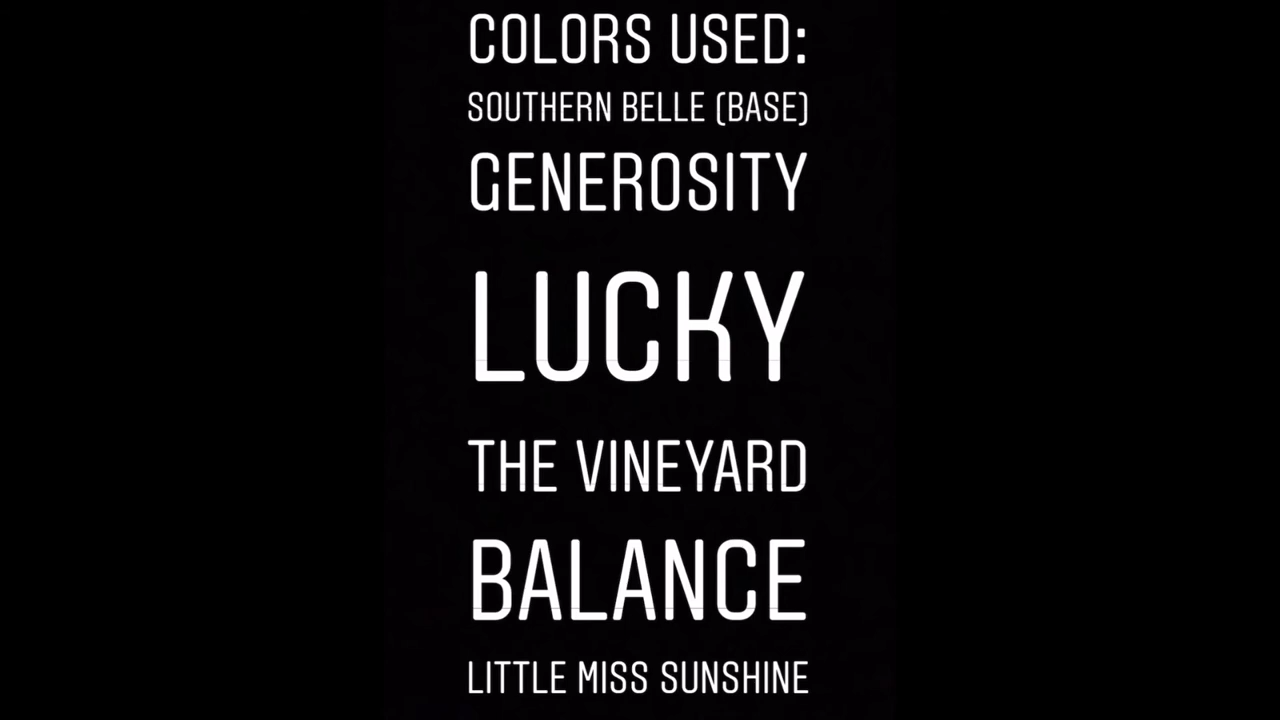 COLORS USED:
SOUTHERN BELLE (BASE)
GENEROSITY
LUCKY
THE VINEYARD
BALANCE
LITTLE MISS SUNSHINE